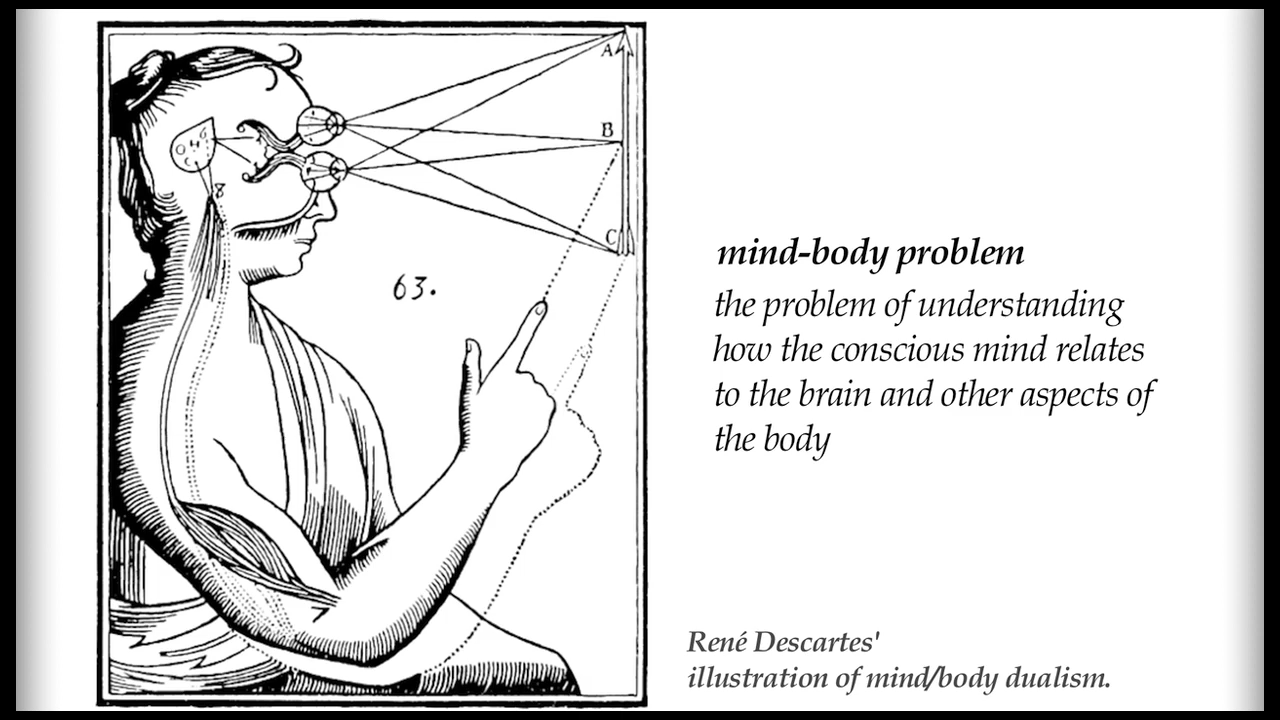 A
B
C
8
63.
mind-body problem
the problem of understanding
how the conscious mind relates
to the brain and other aspects of
the body
René Descartes'
illustration of mind/body dualism.